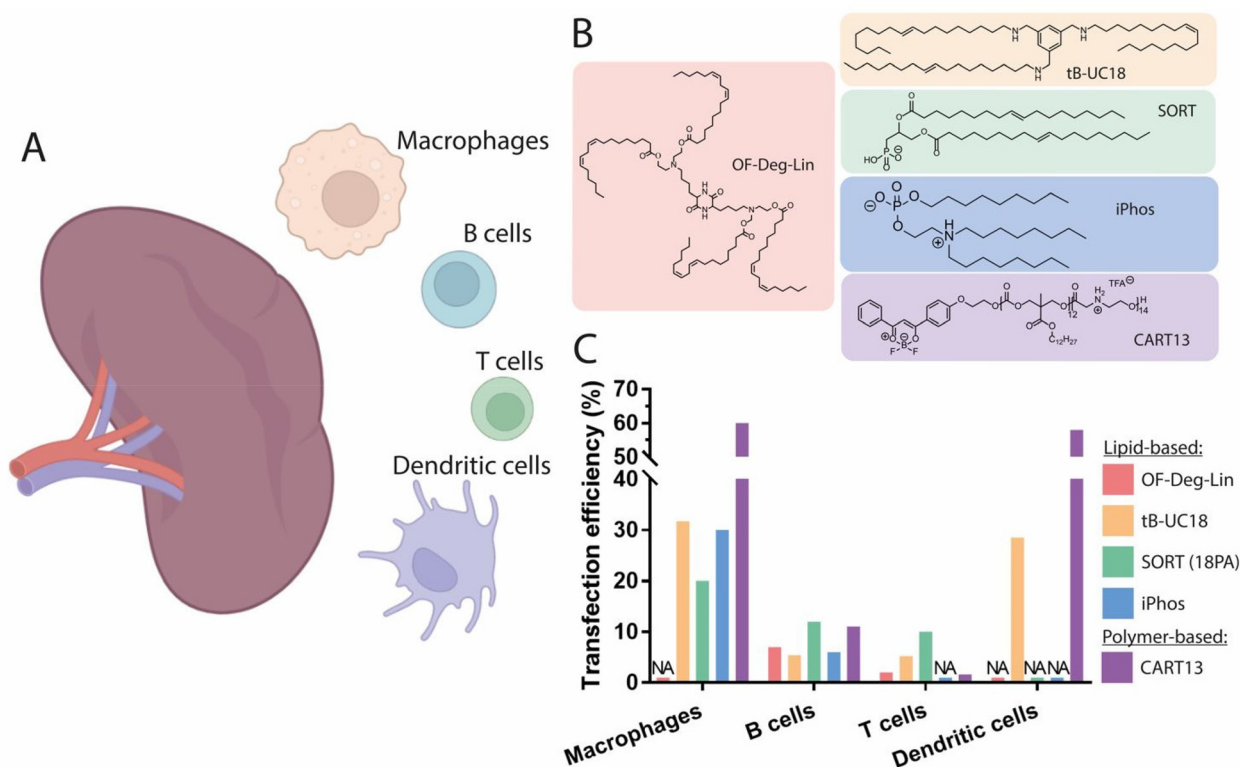 A
Macrophages
B cells
T cells
Dendritic cells
B
OF-Deg-Lin
tB-UC18
SORT
iPhos
CART13
C
Transfection efficiency (%)
70
60
50
40
30
20
10
0
NA
NA
NA
NA NA
Macrophages
B cells
T cells
Dendritic cells
Lipid-based:
OF-Deg-Lin
tB-UC18
SORT (18PA)
iPhos
Polymer-based:
CART13